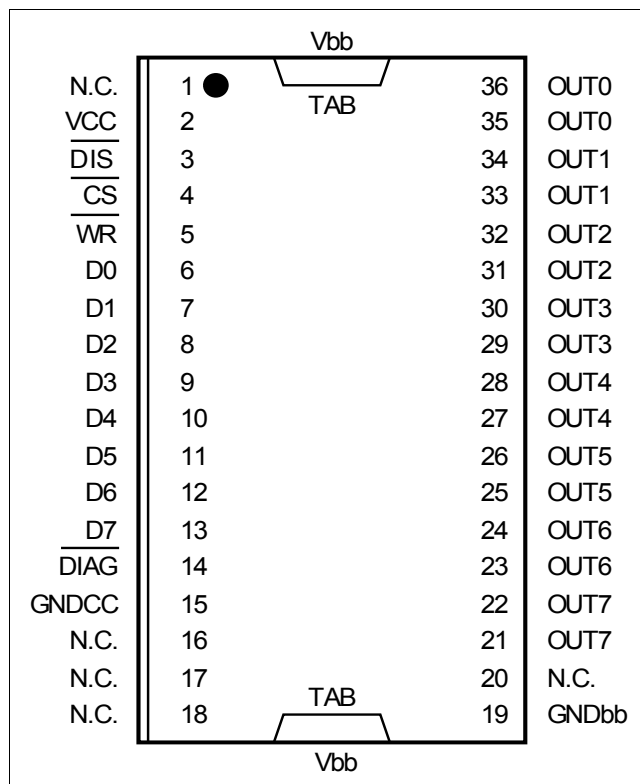 Vbb
TAB
N.C. 1 36 OUT0
VCC 2 35 OUT0
DIS 3 34 OUT1
CS 4 33 OUT1
WR 5 32 OUT2
D0 6 31 OUT2
D1 7 30 OUT3
D2 8 29 OUT3
D3 9 28 OUT4
D4 10 27 OUT4
D5 11 26 OUT5
D6 12 25 OUT5
D7 13 24 OUT6
DIAG 14 23 OUT6
GNDCC 15 22 OUT7
N.C. 16 21 OUT7
N.C. 17 20 N.C.
N.C. 18 19 GNDbb
TAB
Vbb